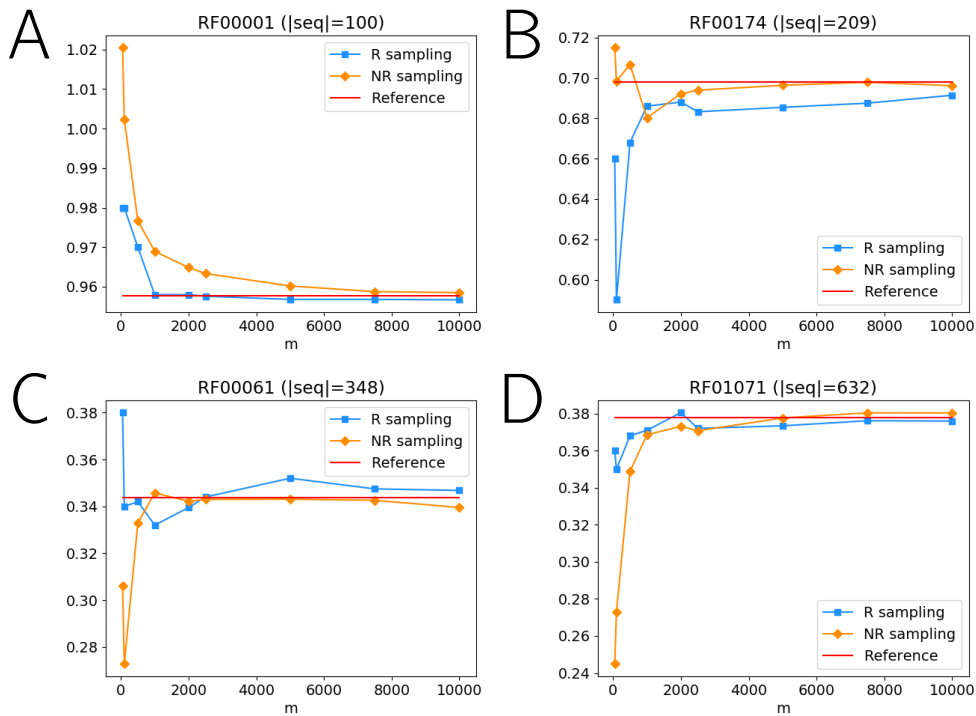 A
RF00001 (|seq|=100)
1.02
1.01
1.00
0.99
0.98
0.97
0.96
R sampling
NR sampling
Reference
0 2000 4000 6000 8000 10000
m
B
RF00174 (|seq|=209)
0.72
0.70
0.68
0.66
0.64
0.62
0.60
R sampling
NR sampling
Reference
0 2000 4000 6000 8000 10000
m
C
RF00061 (|seq|=348)
0.38
0.36
0.34
0.32
0.30
0.28
R sampling
NR sampling
Reference
0 2000 4000 6000 8000 10000
m
D
RF01071 (|seq|=632)
0.38
0.36
0.34
0.32
0.30
0.28
0.26
0.24
R sampling
NR sampling
Reference
0 2000 4000 6000 8000 10000
m